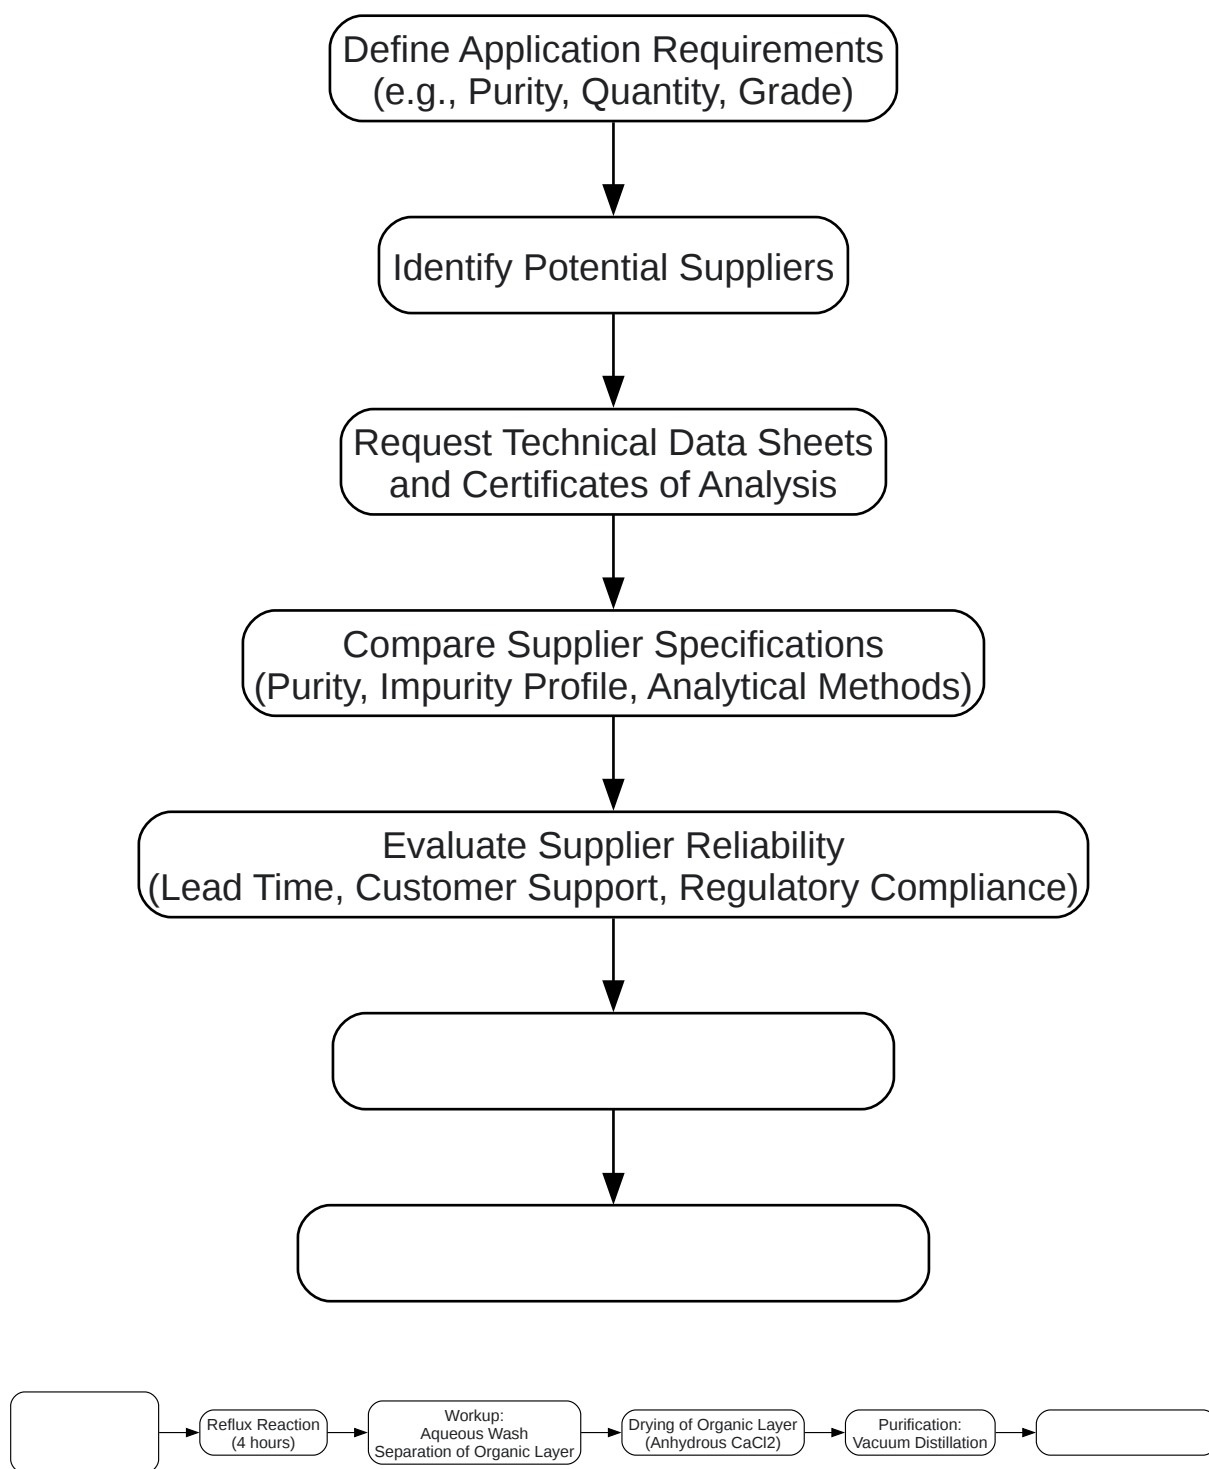 Define Application Requirements
(e.g., Purity, Quantity, Grade)
Identify Potential Suppliers
Request Technical Data Sheets
and Certificates of Analysis
Compare Supplier Specifications
(Purity, Impurity Profile, Analytical Methods)
Evaluate Supplier Reliability
(Lead Time, Customer Support, Regulatory Compliance)
Reflux Reaction
(4 hours)
Workup:
Aqueous Wash
Separation of Organic Layer
Drying of Organic Layer
(Anhydrous CaCl2)
Purification:
Vacuum Distillation